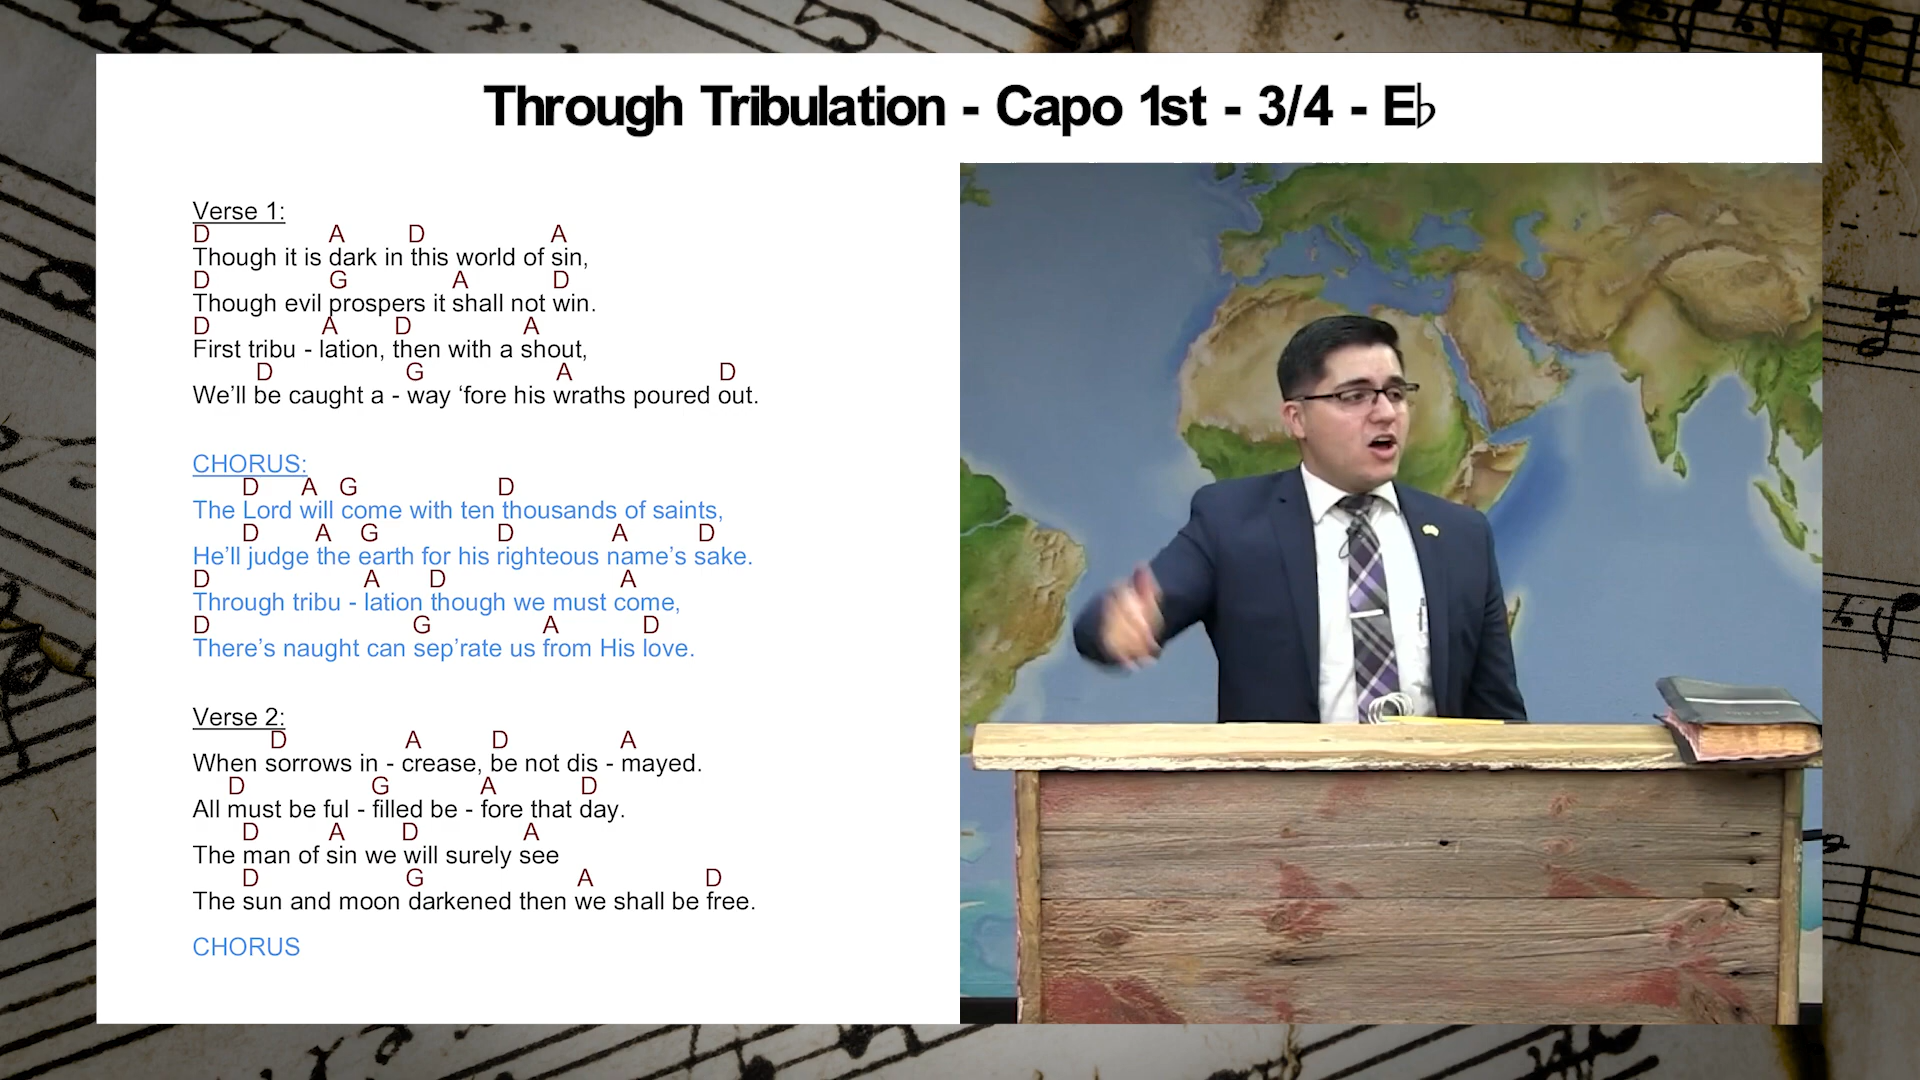 Through Tribulation - Capo 1st - 3/4 - E♭
Verse 1:
D A D A
Though it is dark in this world of sin,
D G A D
Though evil prospers it shall not win.
D A D A
First tribu - lation, then with a shout,
D G A D
We’ll be caught a - way ‘fore his wraths poured out.
CHORUS:
D A G D
The Lord will come with ten thousands of saints,
D A G D A D
He’ll judge the earth for his righteous name’s sake.
D A D A
Through tribu - lation though we must come,
D G A D
There’s naught can sep’rate us from His love.
Verse 2:
D A D A
When sorrows in - crease, be not dis - mayed.
D G A D
All must be ful - filled be - fore that day.
D A D A
The man of sin we will surely see
D G A D
The sun and moon darkened then we shall be free.
CHORUS